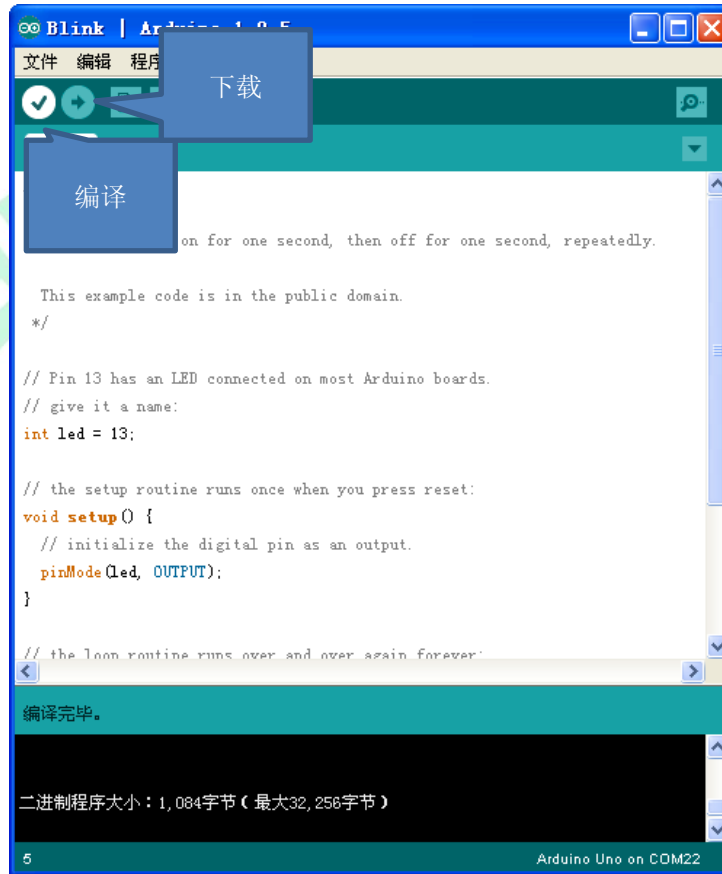 Blink | Arduino 1.0.5
文件 编辑 程序
下载
编译
on for one second, then off for one second, repeatedly.
This example code is in the public domain.
*/
// Pin 13 has an LED connected on most Arduino boards.
// give it a name:
int led = 13;
// the setup routine runs once when you press reset:
void setup() {
// initialize the digital pin as an output.
pinMode(led, OUTPUT);
}
// the loop routine runs over and over again forever:
编译完毕。
二进制程序大小：1,084字节（最大32,256字节）
5 Arduino Uno on COM22